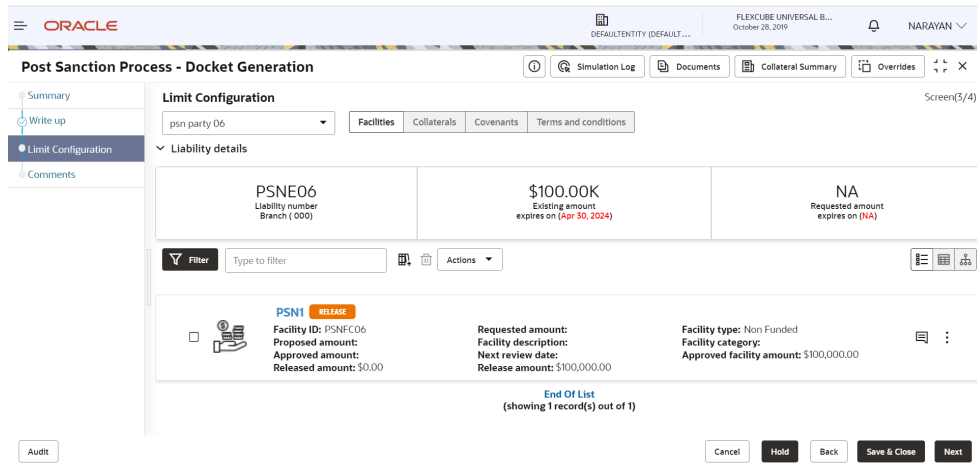 ORACLE
DEFAULTENTITY (DEFAULT...
FLEXCUBE UNIVERSAL B...
October 28, 2019
NARAYAN
Post Sanction Process - Docket Generation
Simulation Log
Documents
Collateral Summary
Overrides
Summary
Write up
Limit Configuration
Comments
Limit Configuration
Screen(3/4)
psn party 06
Facilities
Collaterals
Covenants
Terms and conditions
Liability details
PSNE06
Liability number
Branch ( 000)
$100.00K
Existing amount
expires on (Apr 30, 2024)
NA
Requested amount
expires on (NA)
Filter
Type to filter
Actions
PSN1 RELEASE
Facility ID: PSNFC06
Proposed amount:
Approved amount:
Released amount: $0.00
Requested amount:
Facility description:
Next review date:
Release amount: $100,000.00
Facility type: Non Funded
Facility category:
Approved facility amount: $100,000.00
End Of List
(showing 1 record(s) out of 1)
Audit
Cancel
Hold
Back
Save & Close
Next